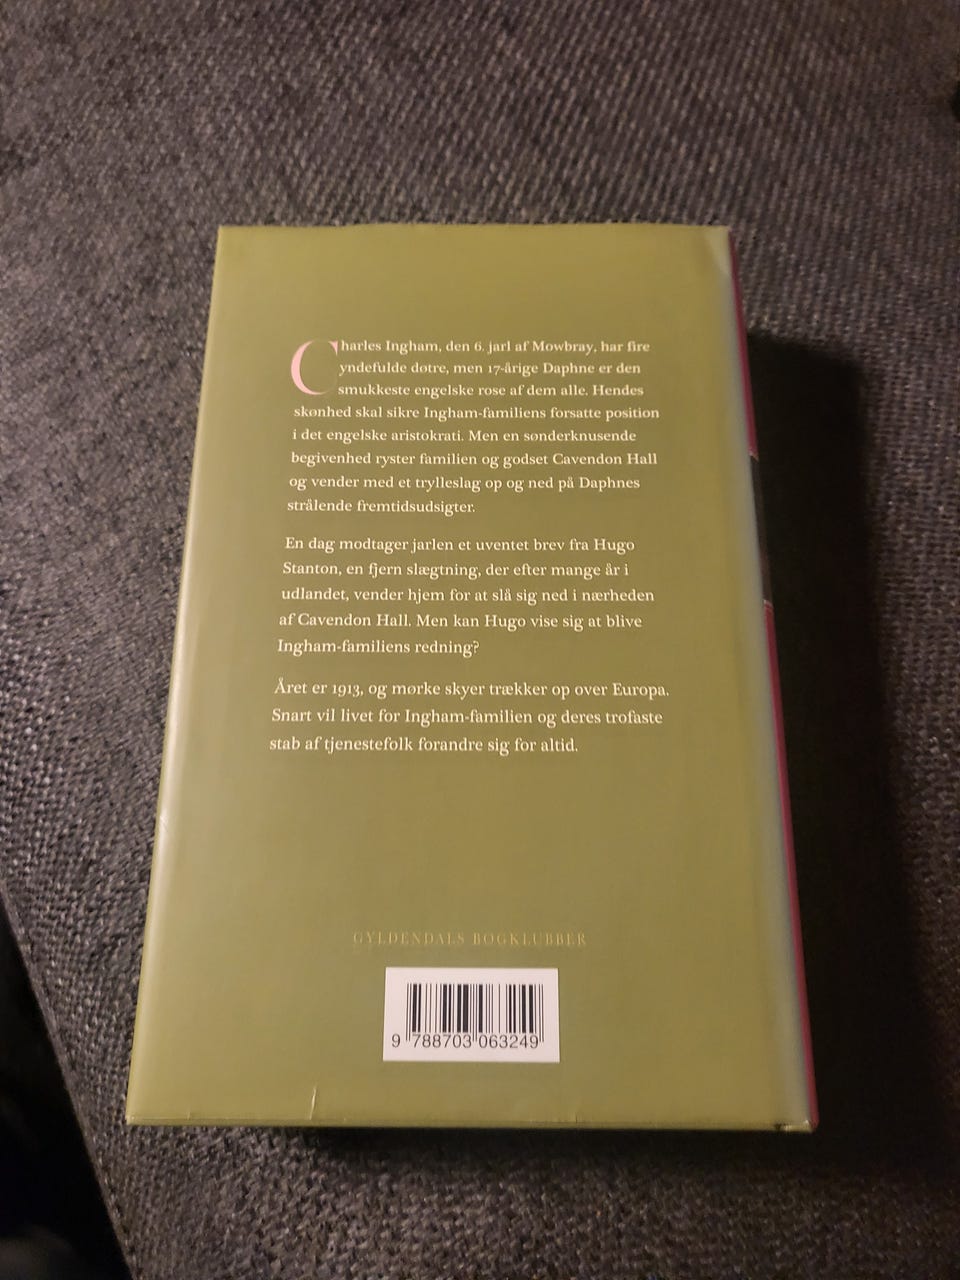 Charles Ingham, den 6. jarl af Mowbray, har fire
yndefulde døtre, men 17-årige Daphne er den
smukkeste engelske rose af dem alle. Hendes
skønhed skal sikre Ingham-familiens forsatte position
i det engelske aristokrati. Men en sønderknusende
begivenhed ryster familien og godset Cavendon Hall
og vender med et trylleslag op og ned på Daphnes
strålende fremtidsudsigter.
En dag modtager jarlen et uventet brev fra Hugo
Stanton, en fjern slægtning, der efter mange år i
udlandet, vender hjem for at slå sig ned i nærheden
af Cavendon Hall. Men kan Hugo vise sig at blive
Ingham-familiens redning?
Året er 1913, og mørke skyer trækker op over Europa.
Snart vil livet for Ingham-familien og deres trofaste
stab af tjenestefolk forandre sig for altid.
GYLDENDALS BOGKLUBBER
9 788703 063249